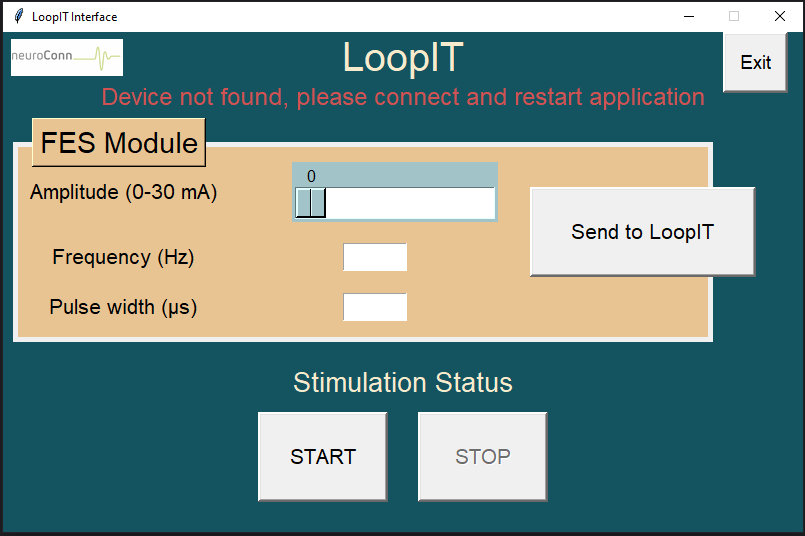 LoopIT Interface
neuroConn
LoopIT
Exit
Device not found, please connect and restart application
FES Module
Amplitude (0-30 mA)
0
Send to LoopIT
Frequency (Hz)
Pulse width (µs)
Stimulation Status
START
STOP